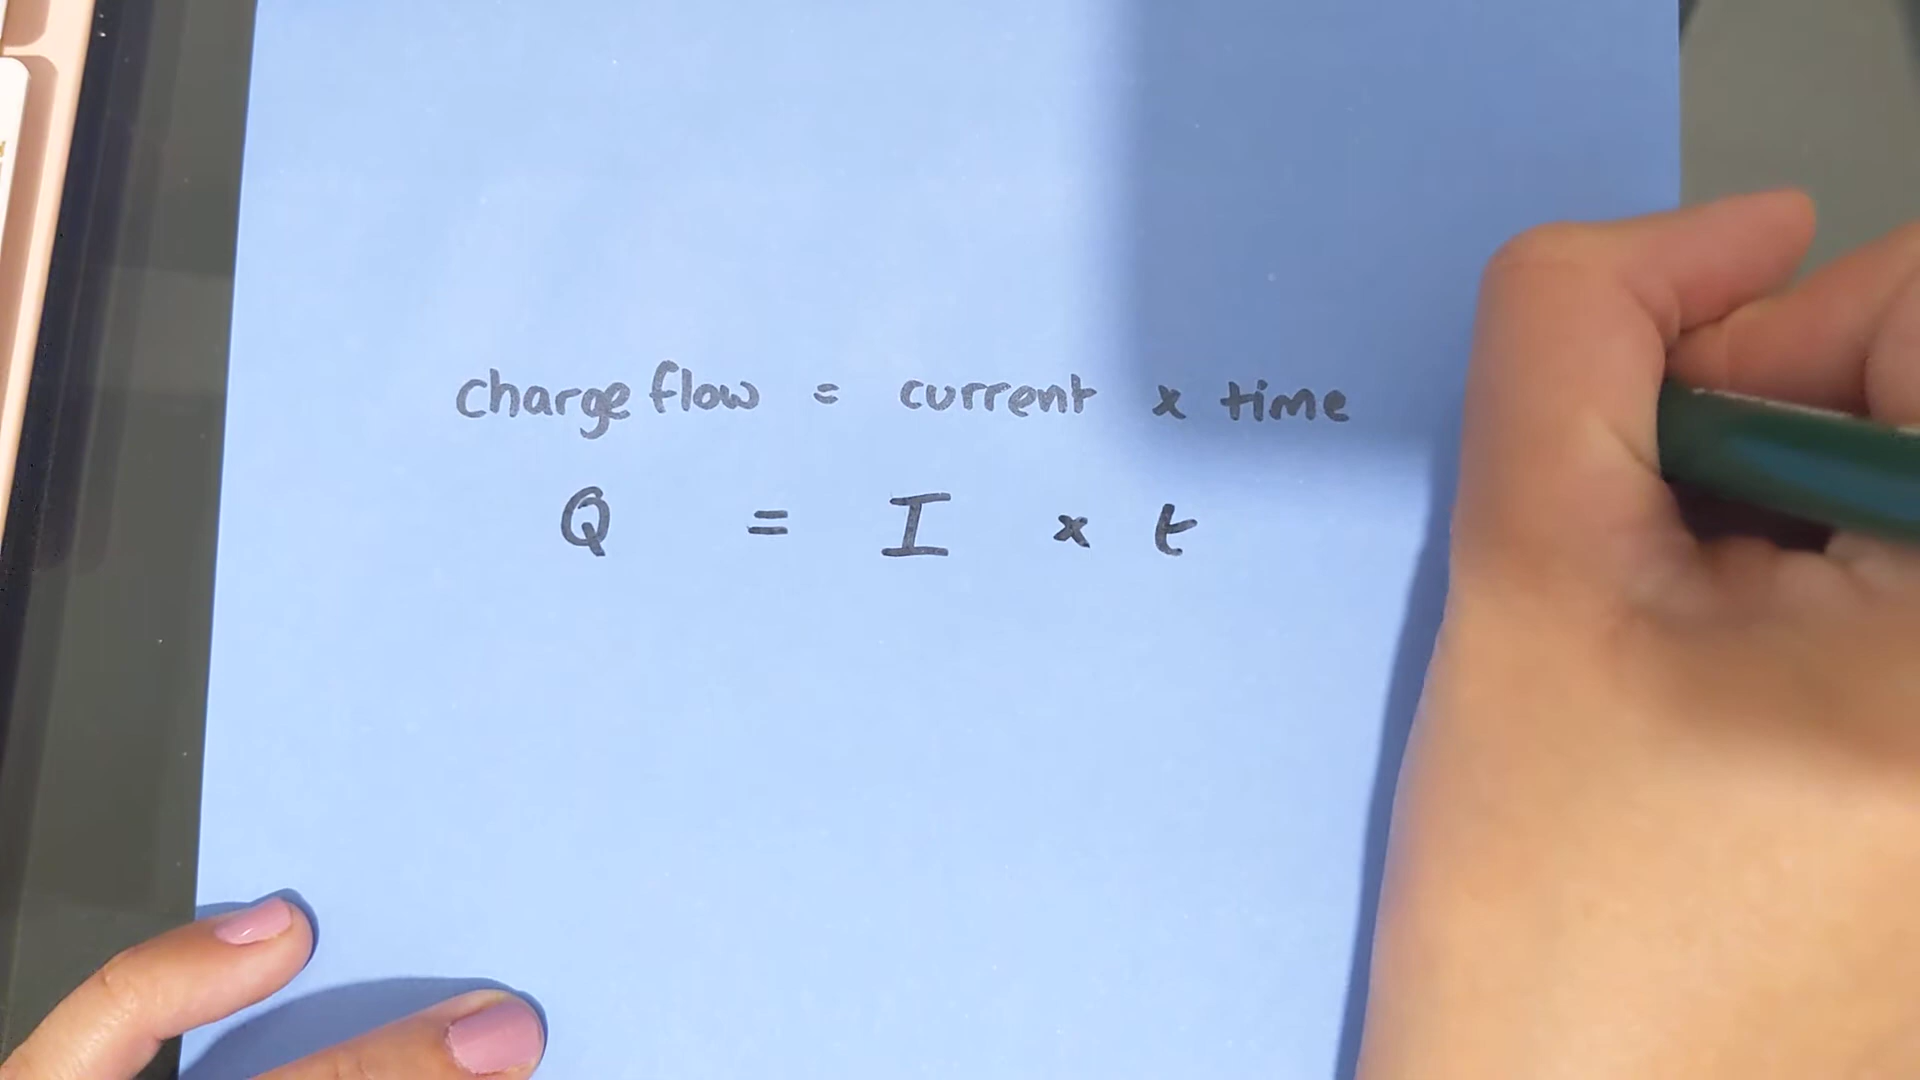 charge flow = current x time
Q = I x t